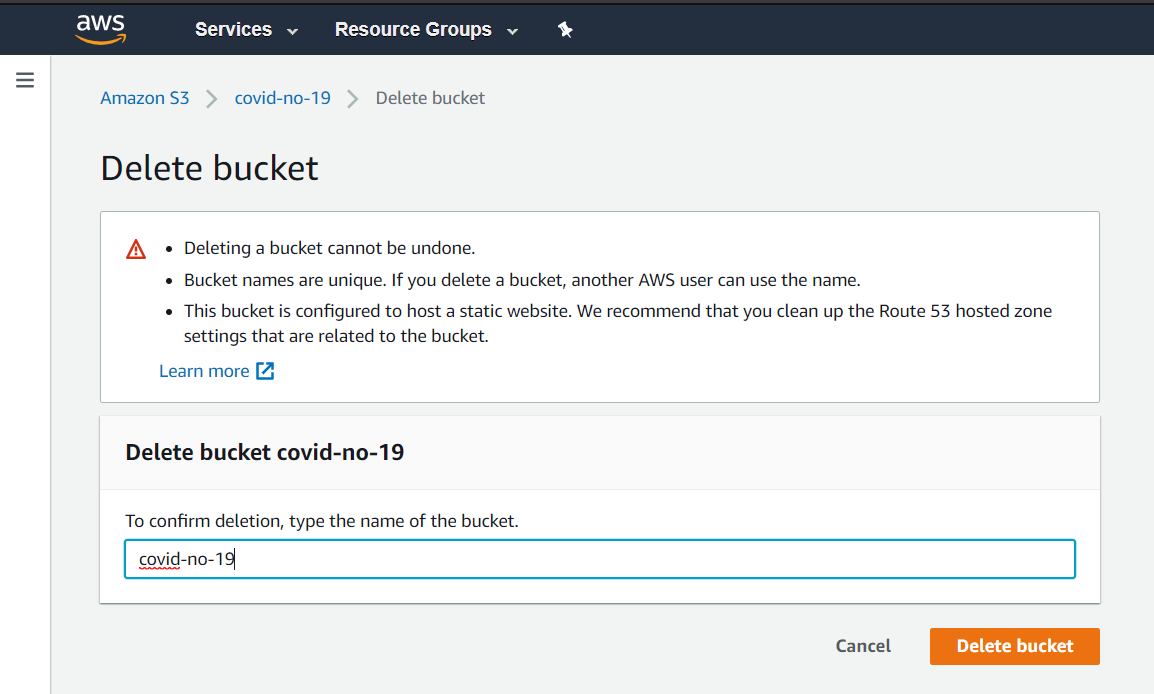 aws Services Resource Groups
Amazon S3 > covid-no-19 > Delete bucket
Delete bucket
• Deleting a bucket cannot be undone.
• Bucket names are unique. If you delete a bucket, another AWS user can use the name.
• This bucket is configured to host a static website. We recommend that you clean up the Route 53 hosted zone
settings that are related to the bucket.
Learn more
Delete bucket covid-no-19
To confirm deletion, type the name of the bucket.
covid-no-19
Cancel Delete bucket